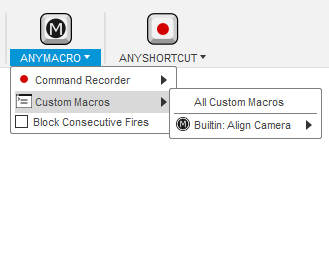 M
ANYMACRO ANYSHORTCUT
Command Recorder
Custom Macros
Block Consecutive Fires
All Custom Macros
M Builtin: Align Camera